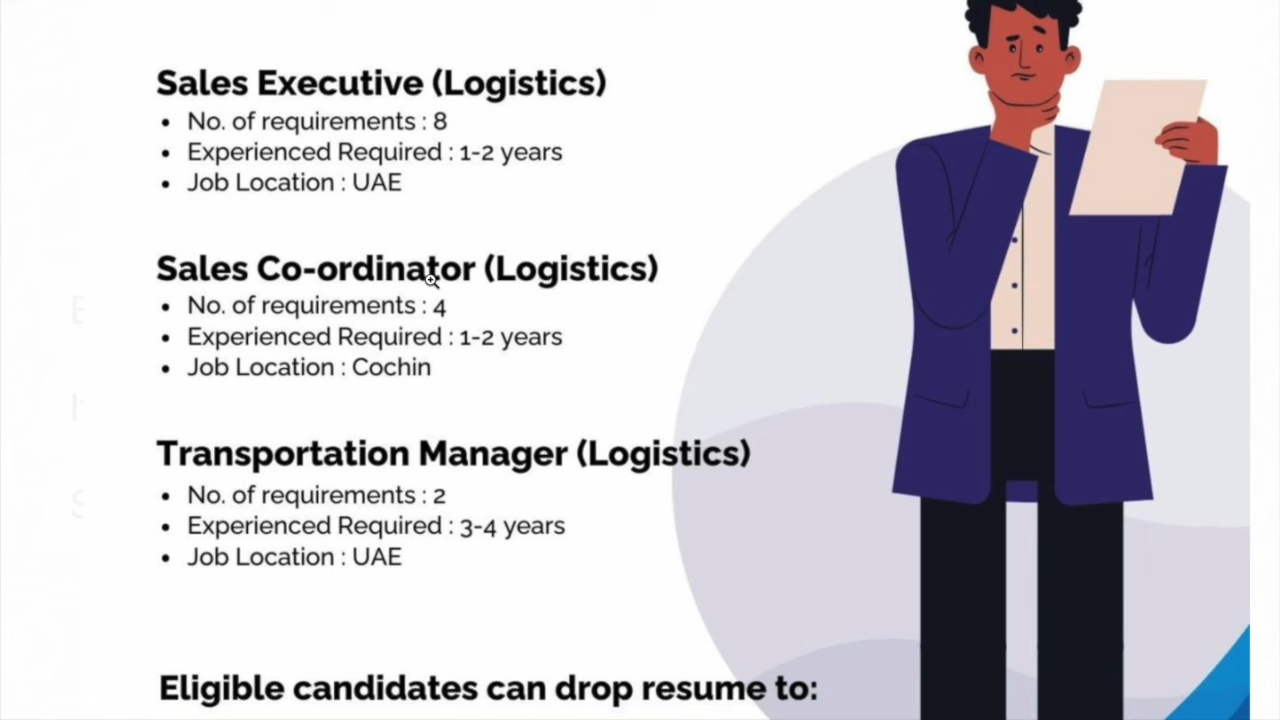 Sales Executive (Logistics)
• No. of requirements : 8
• Experienced Required : 1-2 years
• Job Location : UAE
Sales Co-ordinator (Logistics)
• No. of requirements : 4
• Experienced Required : 1-2 years
• Job Location : Cochin
Transportation Manager (Logistics)
• No. of requirements : 2
• Experienced Required : 3-4 years
• Job Location : UAE
Eligible candidates can drop resume to: